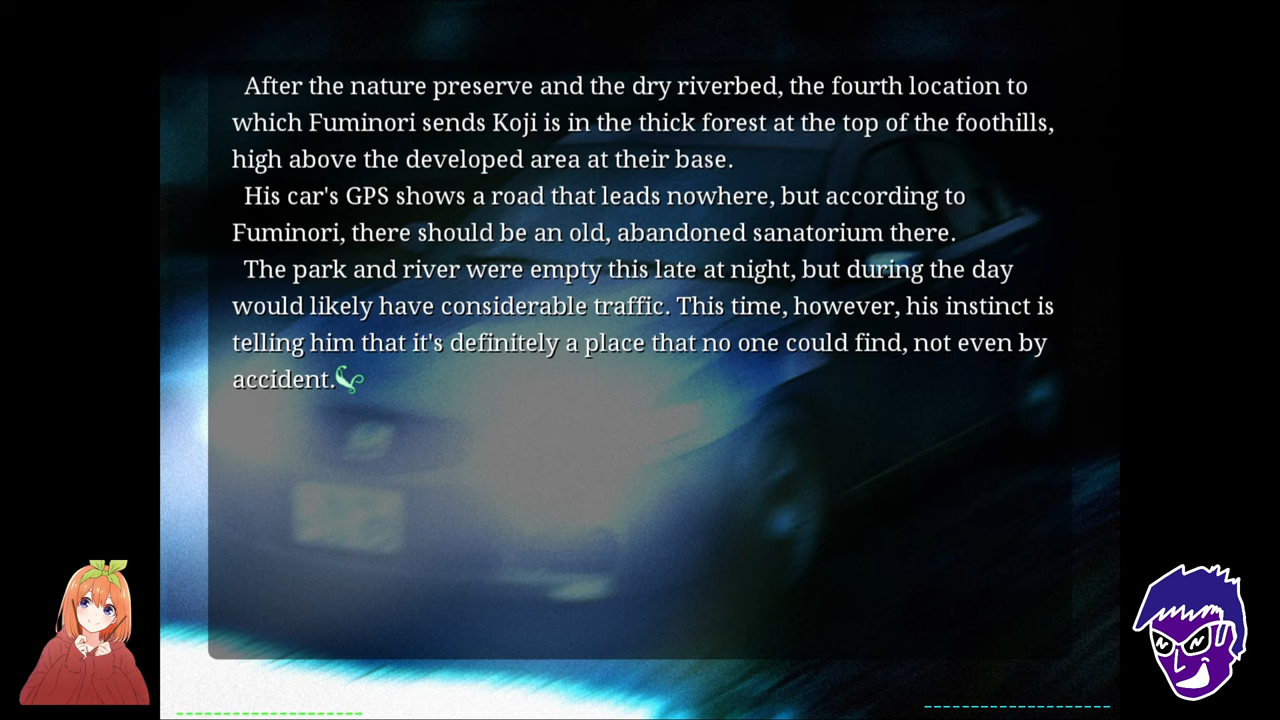 After the nature preserve and the dry riverbed, the fourth location to
which Fuminori sends Koji is in the thick forest at the top of the foothills,
high above the developed area at their base.
His car's GPS shows a road that leads nowhere, but according to
Fuminori, there should be an old, abandoned sanatorium there.
The park and river were empty this late at night, but during the day
would likely have considerable traffic. This time, however, his instinct is
telling him that it's definitely a place that no one could find, not even by
accident.